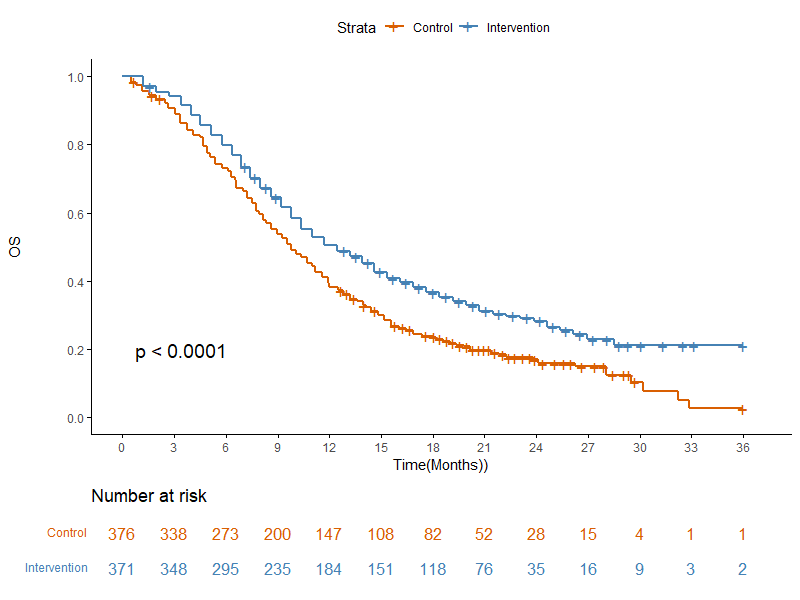 Strata Control Intervention
1.0
0.8
0.6
0.4
0.2
0.0
OS
p < 0.0001
0 3 6 9 12 15 18 21 24 27 30 33 36
Time(Months))
Number at risk
Control 376 338 273 200 147 108 82 52 28 15 4 1 1
Intervention 371 348 295 235 184 151 118 76 35 16 9 3 2